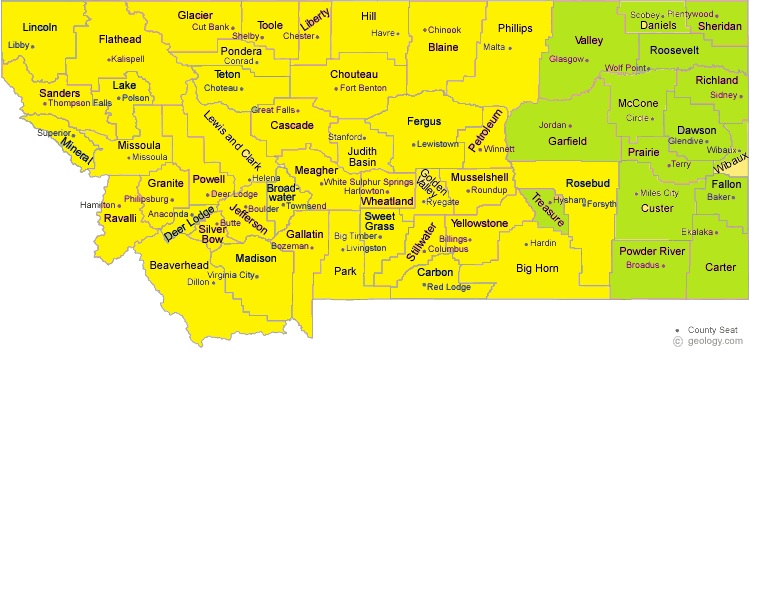 Lincoln
Libby
Flathead
Kalispell
Glacier
Cut Bank
Toole
Shelby
Liberty
Chester
Hill
Havre
Chinook
Blaine
Phillips
Malta
Valley
Glasgow
Scobey
Daniels
Plentywood
Sheridan
Roosevelt
Wolf Point
Pondera
Conrad
Teton
Choteau
Chouteau
Fort Benton
Sanders
Thompson Falls
Lake
Polson
Richland
Sidney
McCone
Circle
Dawson
Glendive
Wibaux
Wibaux
Prairie
Terry
Jordan
Garfield
Great Falls
Cascade
Lewis and Clark
Helena
Stanford
Judith
Basin
Fergus
Lewistown
Petroleum
Winnett
Superior
Mineral
Missoula
Missoula
Granite
Philipsburg
Powell
Deer Lodge
Meagher
White Sulphur Springs
Harlowton
Wheatland
Golden
Valley
Ryegate
Musselshell
Roundup
Rosebud
Forsyth
Treasure
Hysham
Miles City
Custer
Fallon
Baker
Ekalaka
Carter
Powder River
Broadus
Hamilton
Ravalli
Anaconda
Deer Lodge
Butte
Silver
Bow
Boulder
Jefferson
Broad-
water
Townsend
Gallatin
Bozeman
Sweet
Grass
Big Timber
Livingston
Park
Stillwater
Columbus
Yellowstone
Billings
Carbon
Red Lodge
Hardin
Big Horn
Beaverhead
Dillon
Madison
Virginia City
• County Seat
© geology.com